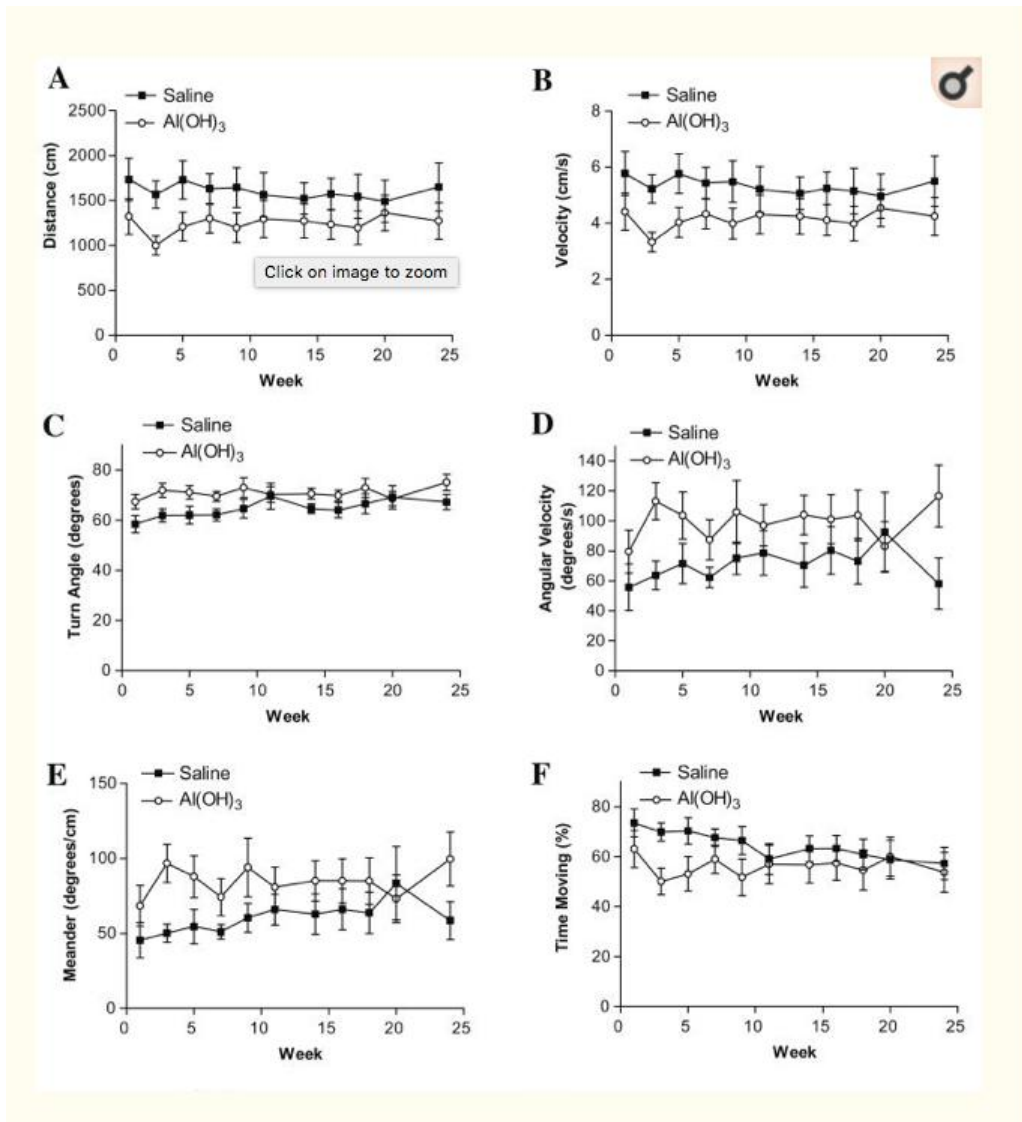 A
Saline
Al(OH)3
Distance (cm)
2500
2000
1500
1000
500
0
Click on image to zoom
0 5 10 15 20 25
Week
B
Saline
Al(OH)3
Velocity (cm/s)
8
6
4
2
0
0 5 10 15 20 25
Week
C
Saline
Al(OH)3
Turn Angle (degrees)
80
60
40
20
0
0 5 10 15 20 25
Week
D
Saline
Al(OH)3
Angular Velocity
(degrees/s)
140
120
100
80
60
40
20
0
0 5 10 15 20 25
Week
E
Saline
Al(OH)3
Meander (degrees/cm)
150
100
50
0
0 5 10 15 20 25
Week
F
Saline
Al(OH)3
Time Moving (%)
80
60
40
20
0
0 5 10 15 20 25
Week